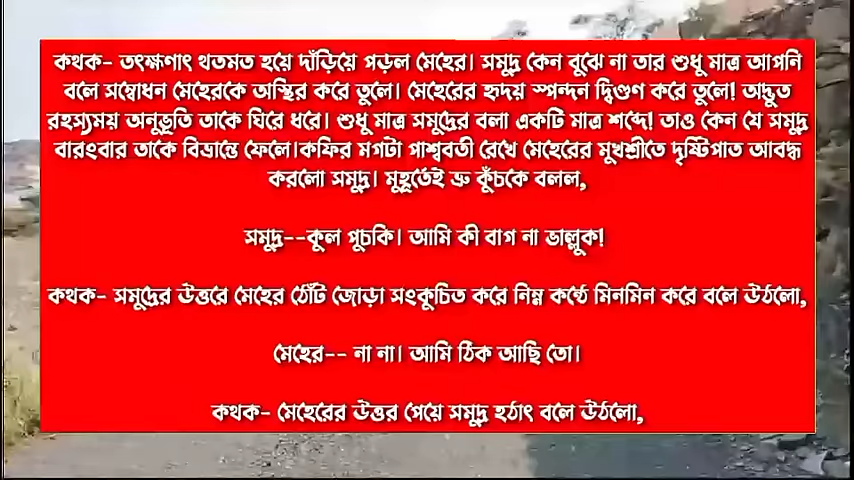 কথক- তৎক্ষণাৎ থতমত হয়ে দাঁড়িয়ে পড়ল মেহের। সমুদ্র কেন বুঝে না তার শুধু মাত্র আপনি
বলে সম্বোধন মেহেরকে অস্থির করে তুলে। মেহেরের হৃদয় স্পন্দন দ্বিগুণ করে তুলে! অদ্ভুত
রহস্যময় অনুভূতি তাকে ঘিরে ধরে। শুধু মাত্র সমুদ্রের বলা একটি মাত্র শব্দে! তাও কেন যে সমুদ্র
বারংবার তাকে বিভ্রান্তে ফেলে।কফির মগটা পাশ্ববতী রেখে মেহেরের মুখশ্রীতে দৃষ্টিপাত আবদ্ধ
করলো সমুদ্র। মুহূর্তেই ভ্রু কুঁচকে বলল,
সমুদ্র--কুল পুচকি। আমি কী বাগ না ভাল্লুক!
কথক- সমুদ্রের উত্তরে মেহের ঠোঁট জোড়া সংকুচিত করে নিম্ন কন্ঠে মিনমিন করে বলে উঠলো,
মেহের-- না না। আমি ঠিক আছি তো।
কথক- মেহেরের উত্তর পেয়ে সমুদ্র হঠাৎ বলে উঠলো,